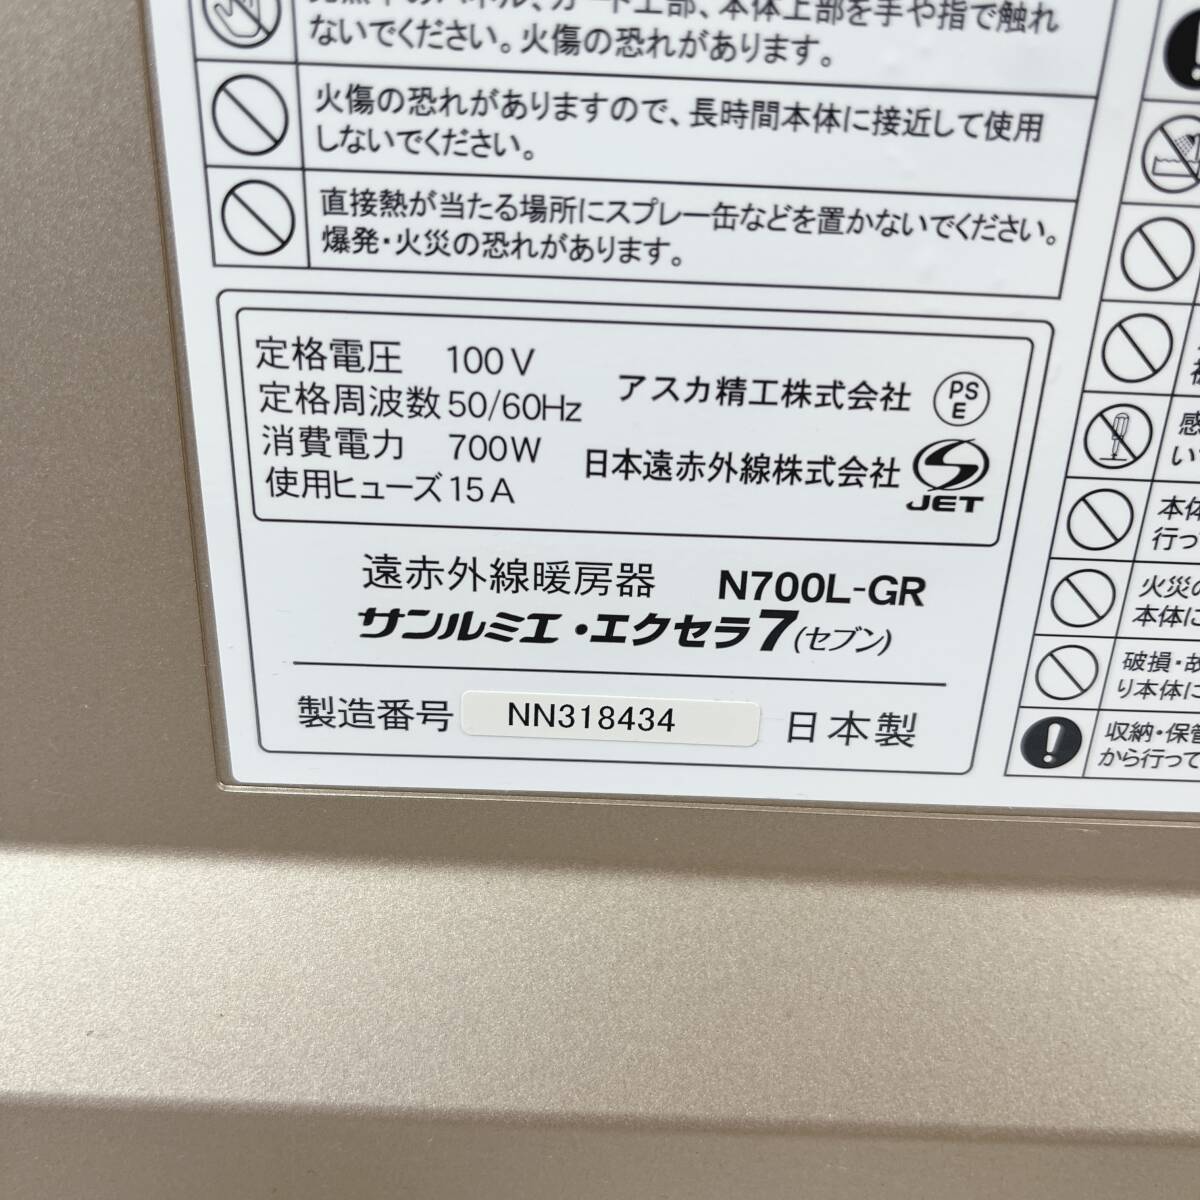 ないでください。火傷の恐れがあります。
火傷の恐れがありますので、長時間本体に接近して使用
しないでください。
直接熱が当たる場所にスプレー缶などを置かないでください。
爆発・火災の恐れがあります。
定格電圧 100V
定格周波数 50/60Hz
消費電力 700W
使用ヒューズ 15A
アスカ精工株式会社
PS
E
日本遠赤外線株式会社
JET
遠赤外線暖房器 N700L-GR
サンルミエ・エクセラ7(セブン)
製造番号 NN318434 日本製
感
いて
本体
行っ
火災の
本体に
破損・故
り本体に
収納・保管
から行って